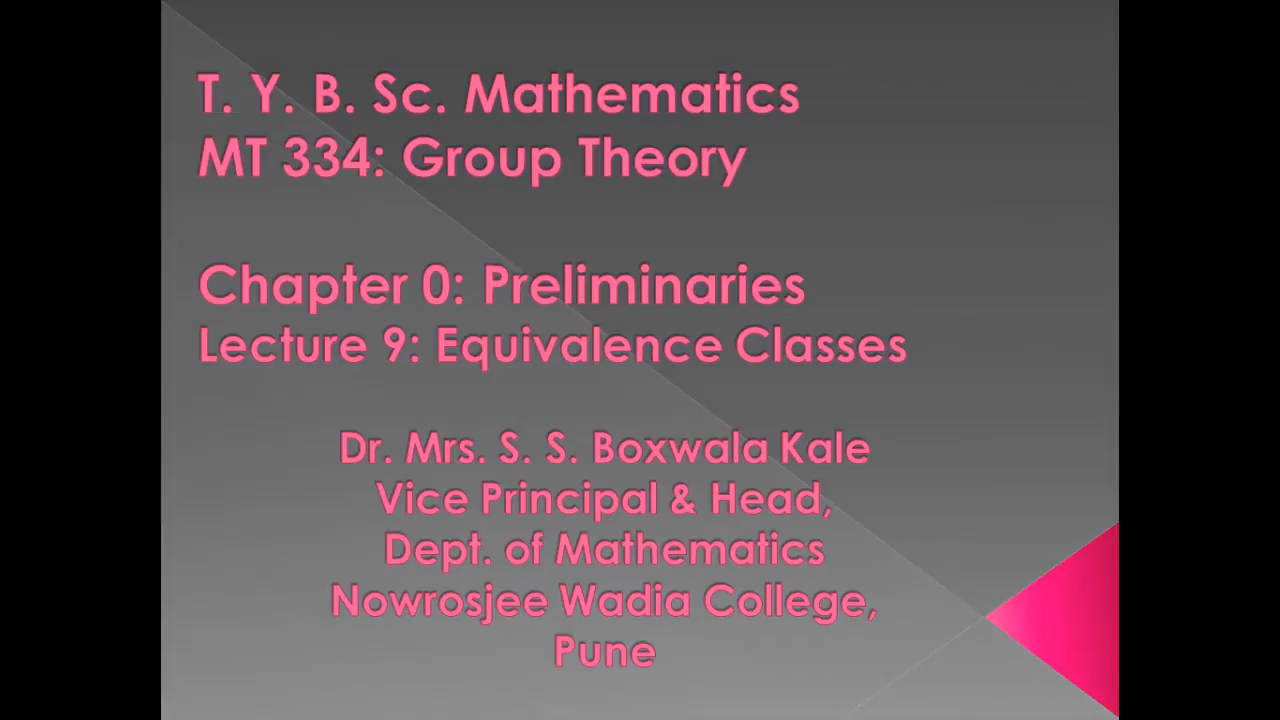 T. Y. B. Sc. Mathematics
MT 334: Group Theory
Chapter 0: Preliminaries
Lecture 9: Equivalence Classes
Dr. Mrs. S. S. Boxwala Kale
Vice Principal & Head,
Dept. of Mathematics
Nowrosjee Wadia College,
Pune